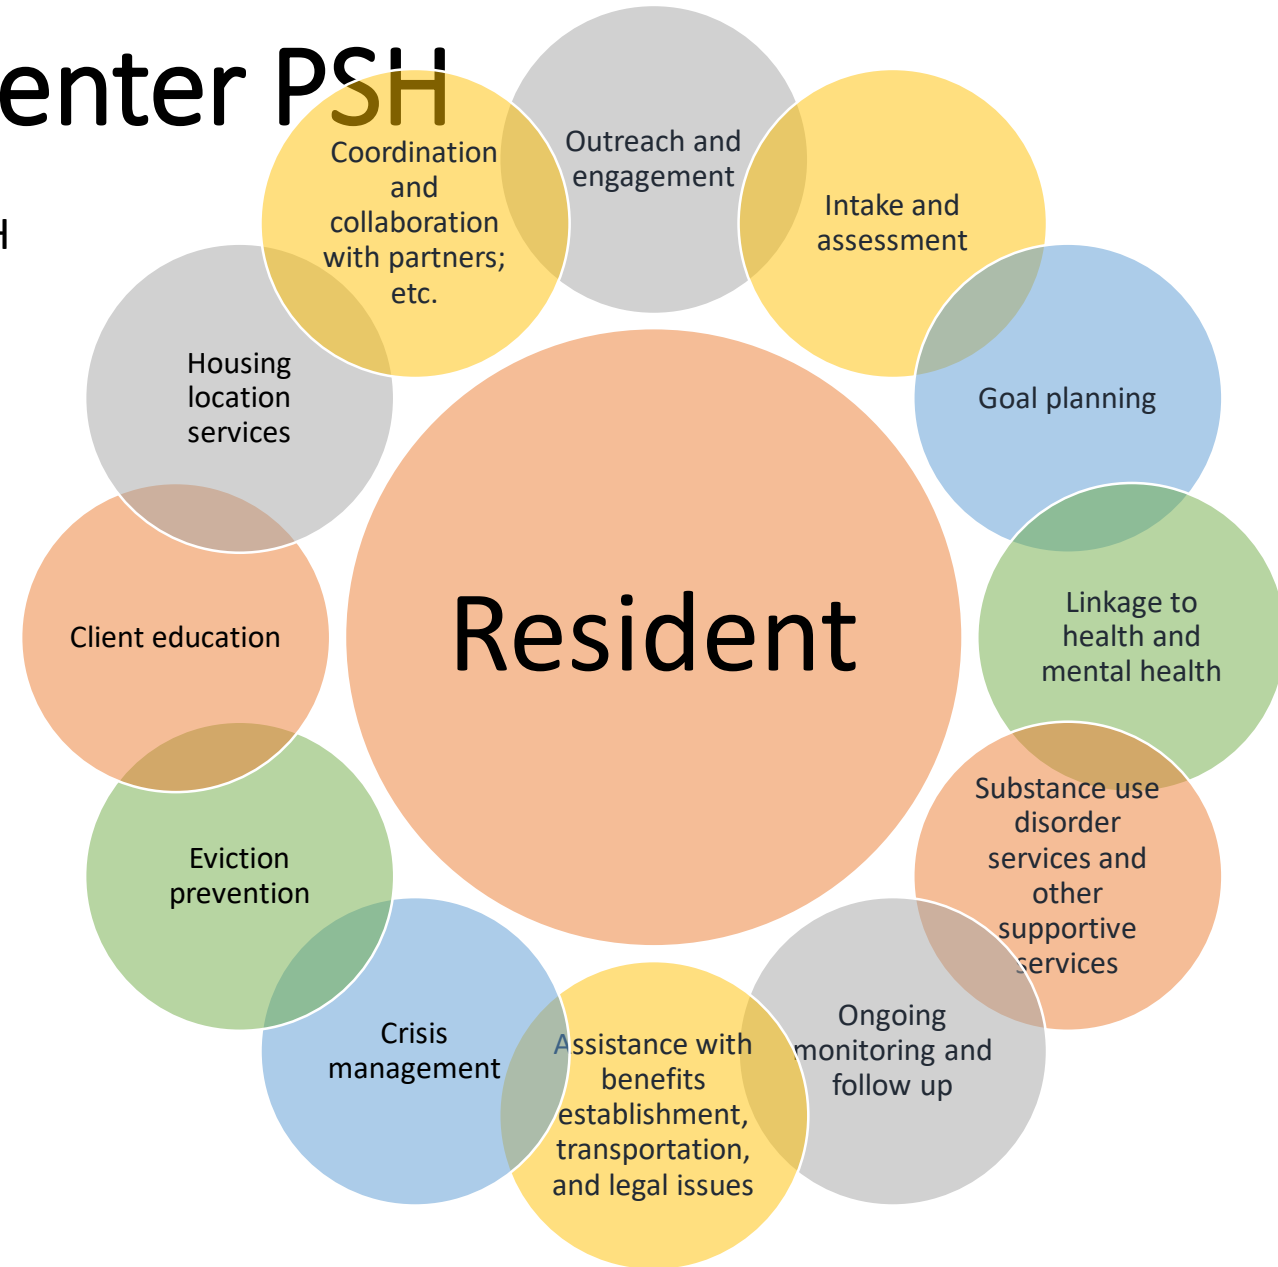 enter PSH
H
Outreach and
engagement
Intake and
assessment
Goal planning
Linkage to
health and
mental health
Substance use
disorder
services and
other
supportive
services
Ongoing
monitoring and
follow up
Assistance with
benefits
establishment,
transportation,
and legal issues
Crisis
management
Eviction
prevention
Client education
Housing
location
services
Coordination
and
collaboration
with partners;
etc.
Resident